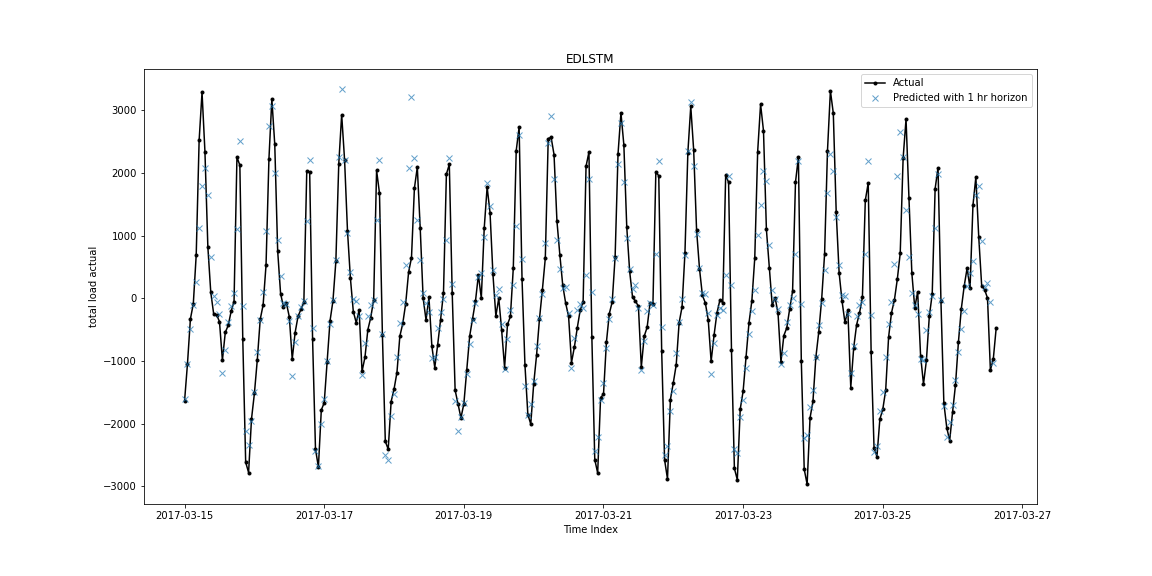 EDLSTM
Actual
Predicted with 1 hr horizon
3000
2000
1000
0
−1000
−2000
−3000
total load actual
2017-03-15 2017-03-17 2017-03-19 2017-03-21 2017-03-23 2017-03-25 2017-03-27
Time Index